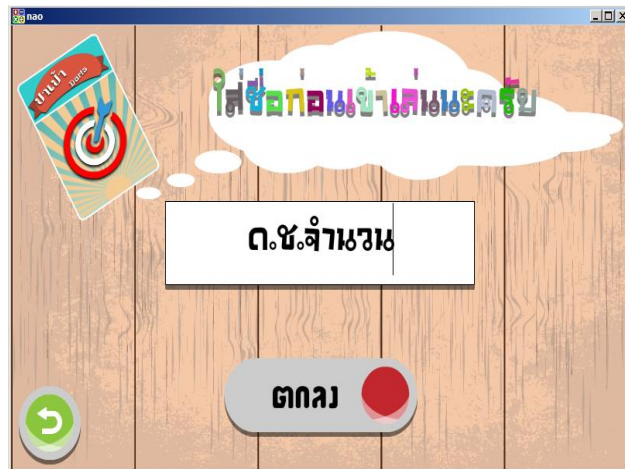 nao
ปาเป้า
Darts
ใส่ชื่อก่อนเข้าเล่นนะครับ
ด.ช.จำนวน
ตกลง